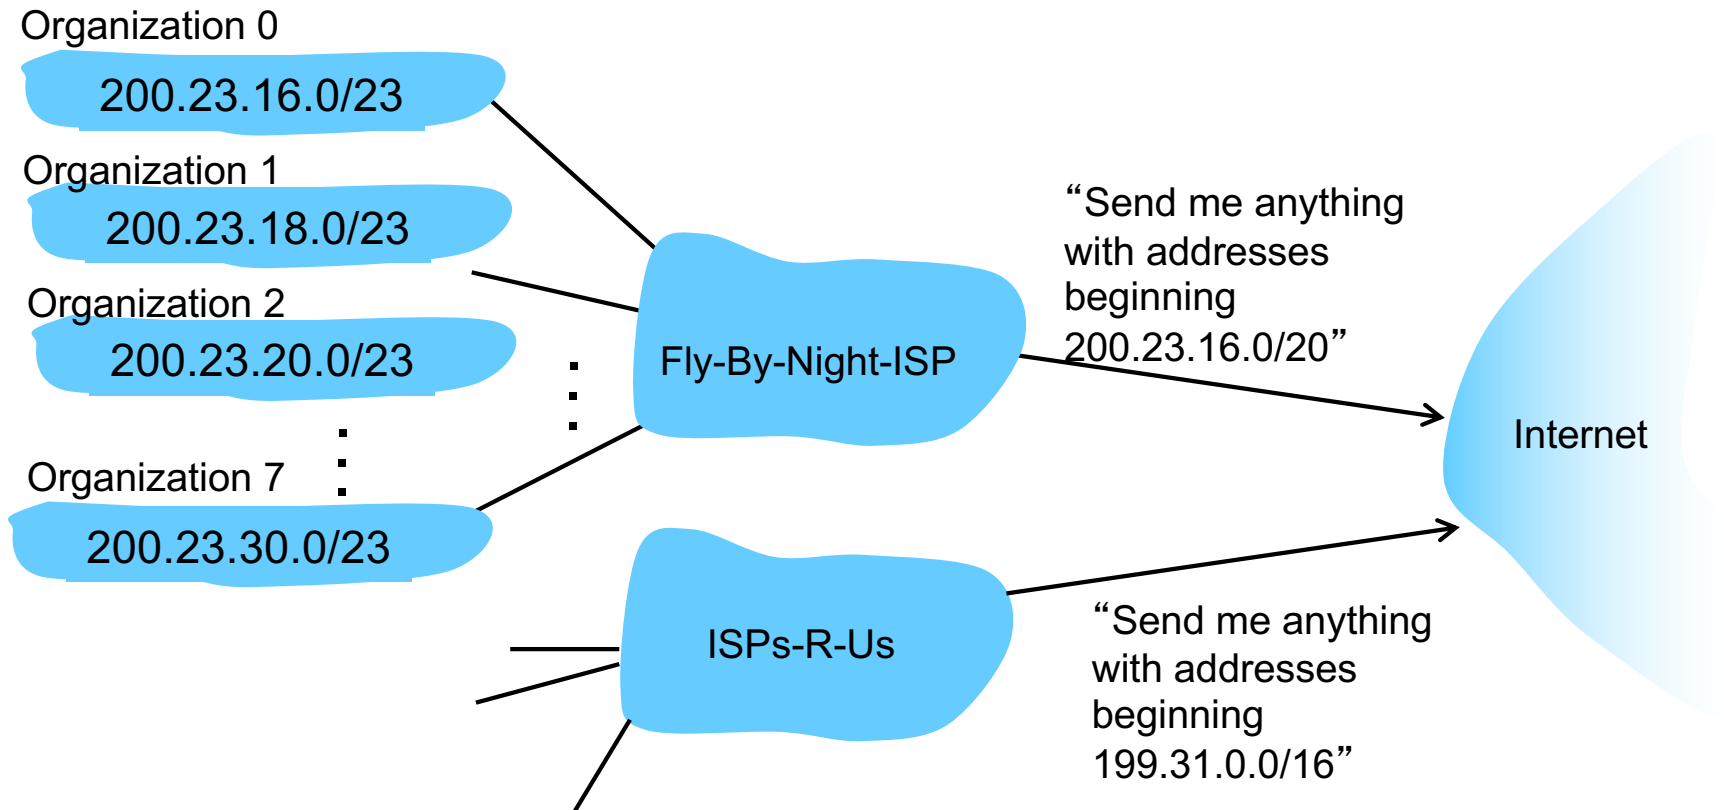 Organization 0
200.23.16.0/23
Organization 1
200.23.18.0/23
Organization 2
200.23.20.0/23
Organization 7
200.23.30.0/23
Fly-By-Night-ISP
“Send me anything
with addresses
beginning
200.23.16.0/20”
Internet
ISPs-R-Us
“Send me anything
with addresses
beginning
199.31.0.0/16”